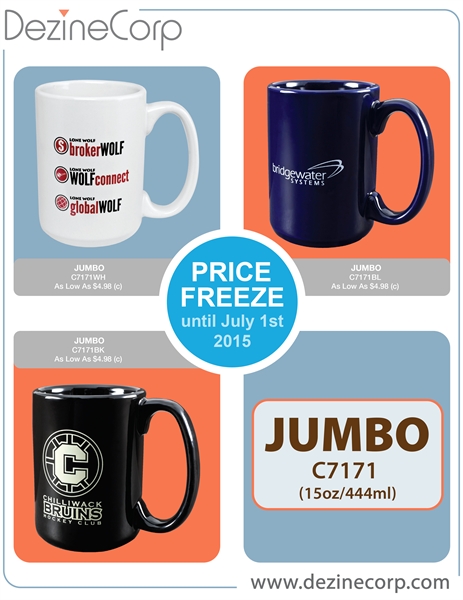 DezineCorp
LONE WOLF
brokerWOLF
LONE WOLF
WOLFconnect
LONE WOLF
globalWOLF
JUMBO
C7171WH
As Low As $4.98 (c)
bridgewater
SYSTEMS
JUMBO
C7171BL
As Low As $4.98 (c)
PRICE
FREEZE
until July 1st
2015
JUMBO
C7171BK
As Low As $4.98 (c)
C
CHILLIWACK
BRUINS
HOCKEY CLUB
JUMBO
C7171
(15oz/444ml)
www.dezinecorp.com